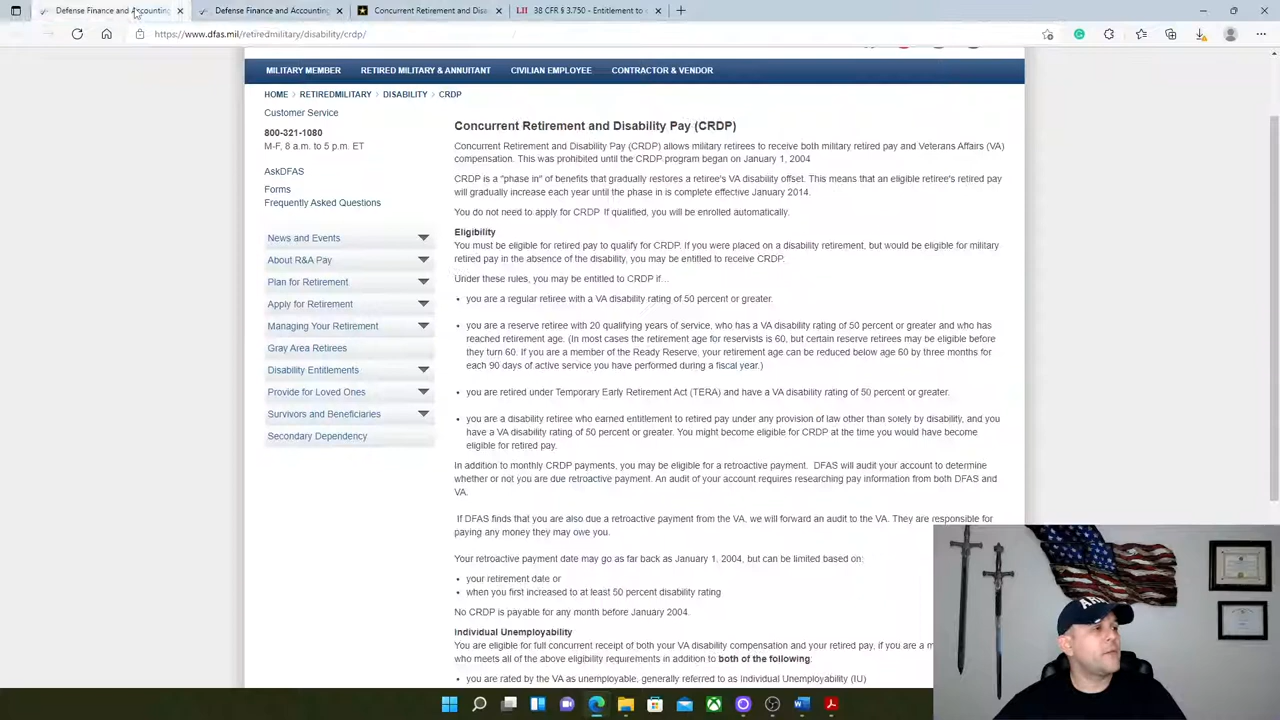 Defense Finance and Accounting
Defense Finance and Accounting
Concurrent Retirement and Disa
LII 38 CFR § 3.750 - Entitlement to
https://www.dfas.mil/retiredmilitary/disability/crdp/
MILITARY MEMBER RETIRED MILITARY & ANNUITANT CIVILIAN EMPLOYEE CONTRACTOR & VENDOR
HOME > RETIREDMILITARY > DISABILITY > CRDP
Customer Service
800-321-1080
M-F, 8 a.m. to 5 p.m. ET
AskDFAS
Forms
Frequently Asked Questions
News and Events
About R&A Pay
Plan for Retirement
Apply for Retirement
Managing Your Retirement
Gray Area Retirees
Disability Entitlements
Provide for Loved Ones
Survivors and Beneficiaries
Secondary Dependency
Concurrent Retirement and Disability Pay (CRDP)
Concurrent Retirement and Disability Pay (CRDP) allows military retirees to receive both military retired pay and Veterans Affairs (VA)
compensation. This was prohibited until the CRDP program began on January 1, 2004
CRDP is a "phase in" of benefits that gradually restores a retiree's VA disability offset. This means that an eligible retiree's retired pay
will gradually increase each year until the phase in is complete effective January 2014.
You do not need to apply for CRDP If qualified, you will be enrolled automatically.
Eligibility
You must be eligible for retired pay to qualify for CRDP. If you were placed on a disability retirement, but would be eligible for military
retired pay in the absence of the disability, you may be entitled to receive CRDP.
Under these rules, you may be entitled to CRDP if...
• you are a regular retiree with a VA disability rating of 50 percent or greater.
• you are a reserve retiree with 20 qualifying years of service, who has a VA disability rating of 50 percent or greater and who has
reached retirement age. (In most cases the retirement age for reservists is 60, but certain reserve retirees may be eligible before
they turn 60. If you are a member of the Ready Reserve, your retirement age can be reduced below age 60 by three months for
each 90 days of active service you have performed during a fiscal year.)
• you are retired under Temporary Early Retirement Act (TERA) and have a VA disability rating of 50 percent or greater.
• you are a disability retiree who earned entitlement to retired pay under any provision of law other than solely by disability, and you
have a VA disability rating of 50 percent or greater. You might become eligible for CRDP at the time you would have become
eligible for retired pay.
In addition to monthly CRDP payments, you may be eligible for a retroactive payment. DFAS will audit your account to determine
whether or not you are due retroactive payment. An audit of your account requires researching pay information from both DFAS and
VA.
If DFAS finds that you are also due a retroactive payment from the VA, we will forward an audit to the VA. They are responsible for
paying any money they may owe you.
Your retroactive payment date may go as far back as January 1, 2004, but can be limited based on:
• your retirement date or
• when you first increased to at least 50 percent disability rating
No CRDP is payable for any month before January 2004.
Individual Unemployability
You are eligible for full concurrent receipt of both your VA disability compensation and your retired pay, if you are a m
who meets all of the above eligibility requirements in addition to both of the following:
• you are rated by the VA as unemployable, generally referred to as Individual Unemployability (IU)